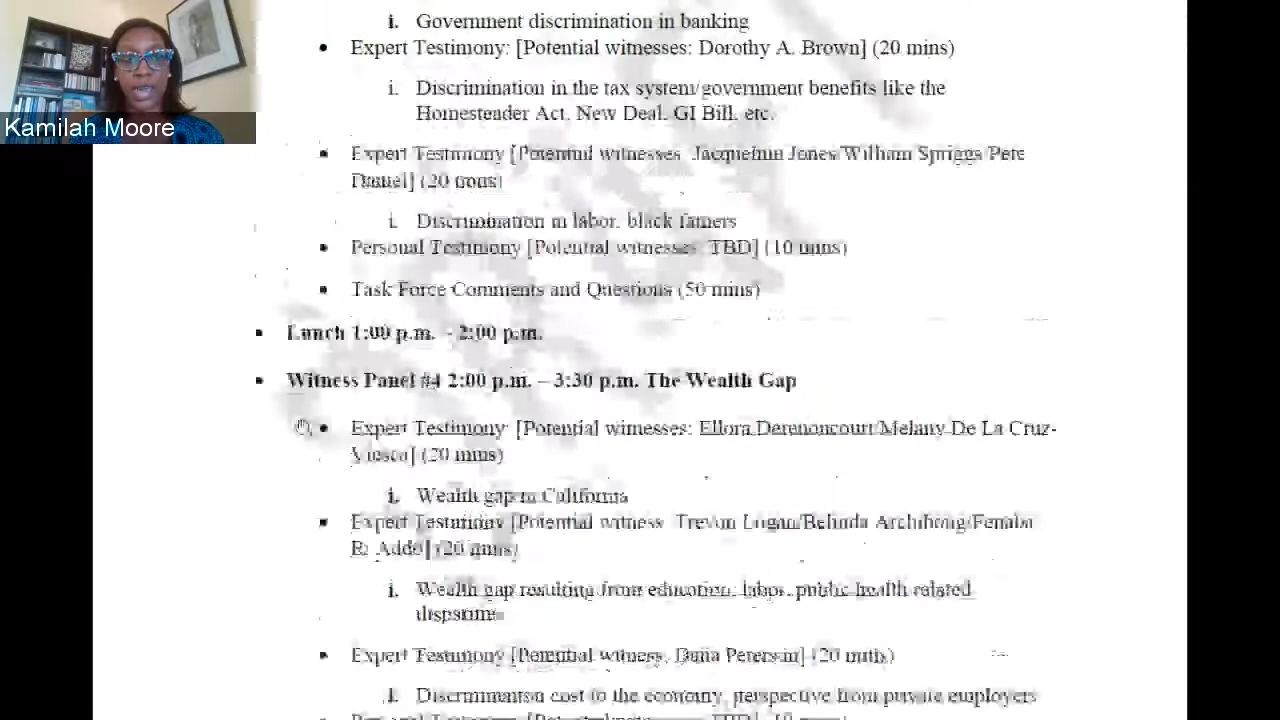 i. Government discrimination in banking
• Expert Testimony: [Potential witnesses: Dorothy A. Brown] (20 mins)
i. Discrimination in the tax system/government benefits like the
Homesteader Act, New Deal, GI Bill, etc.
Kamilah Moore
• Expert Testimony [Potential witnesses: Jacqueline Jones/William Spriggs/Pete
Daniel] (20 mins)
i. Discrimination in labor, black famers
• Personal Testimony [Potential witnesses: TBD] (10 mins)
• Task Force Comments and Questions (50 mins)
• Lunch 1:00 p.m. - 2:00 p.m.
• Witness Panel #4 2:00 p.m. – 3:30 p.m. The Wealth Gap
• Expert Testimony: [Potential witnesses: Ellora Derenoncourt/Melany De La Cruz-
] (20 mins)
i. Wealth gap in California
• Expert Testimony [Potential witness: Trevon Logan/Belinda Archibong/Fenaba
R. Addo] (20 mins)
i. Wealth gap resulting from education, labor, public health related
• Expert Testimony [Potential witness: Dana Peterson] (20 mins)
i. Discrimination cost to the economy, perspective from private employers